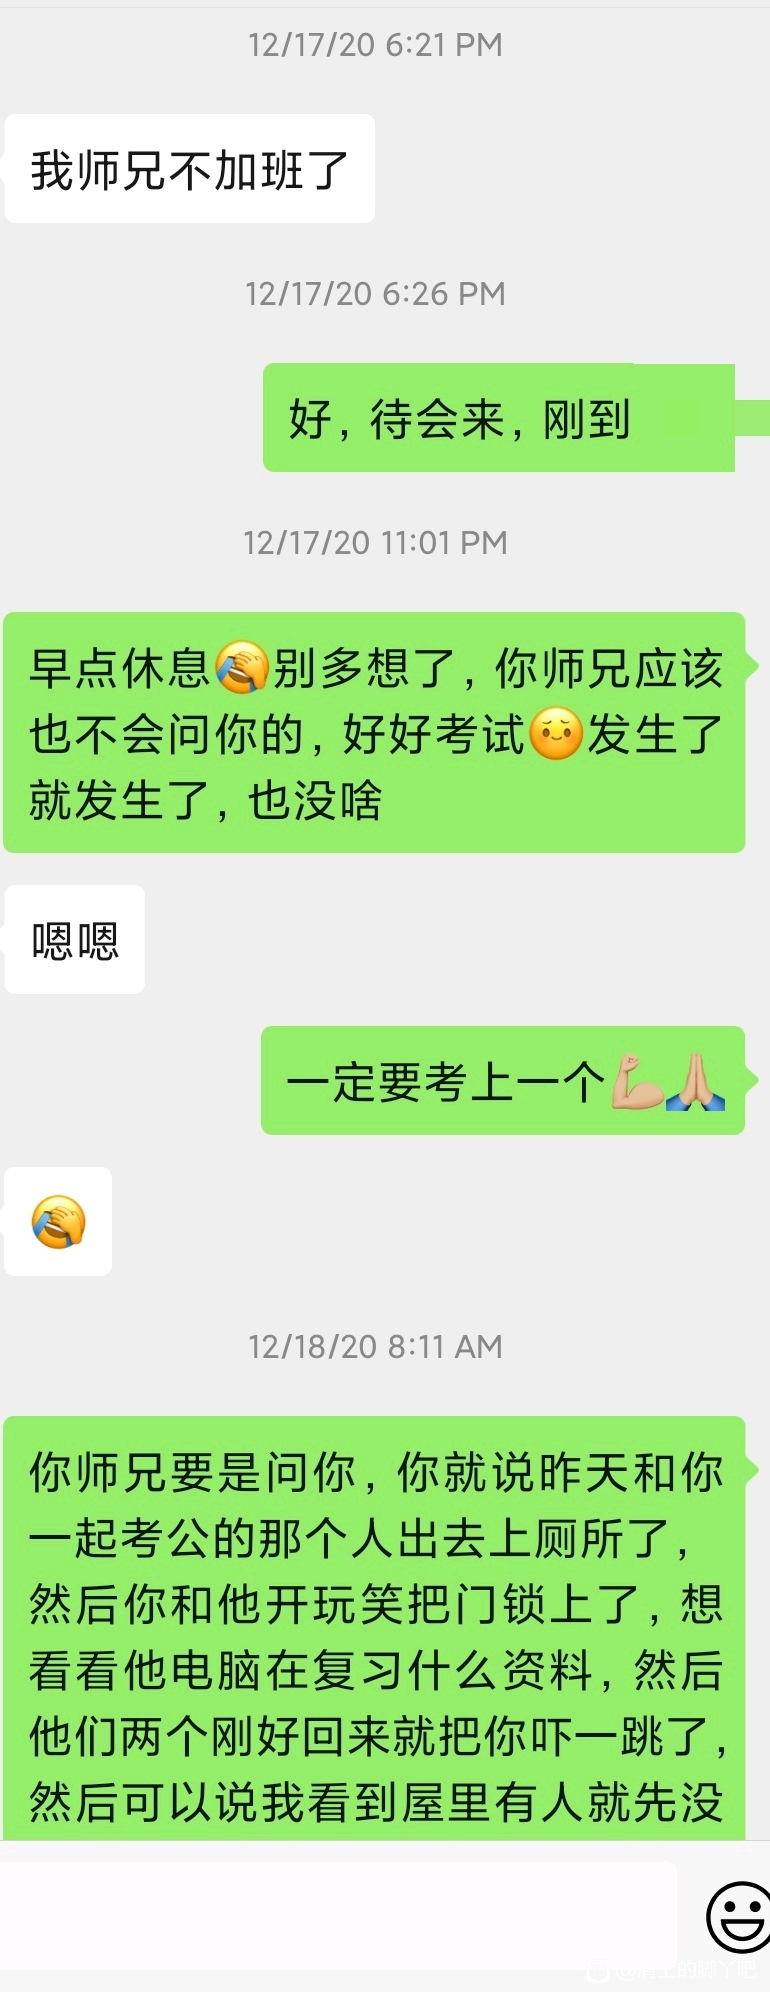 12/17/20 6:21 PM
我师兄不加班了
12/17/20 6:26 PM
好，待会来，刚到
12/17/20 11:01 PM
早点休息🤦别多想了，你师兄应该
也不会问你的，好好考试☺️发生了
就发生了，也没啥
嗯嗯
一定要考上一个💪🏼🙏🏼
🤦
12/18/20 8:11 AM
你师兄要是问你，你就说昨天和你
一起考公的那个人出去上厕所了，
然后你和他开玩笑把门锁上了，想
看看他电脑在复习什么资料，然后
他们两个刚好回来就把你吓一跳了，
然后可以说我看到屋里有人就先没